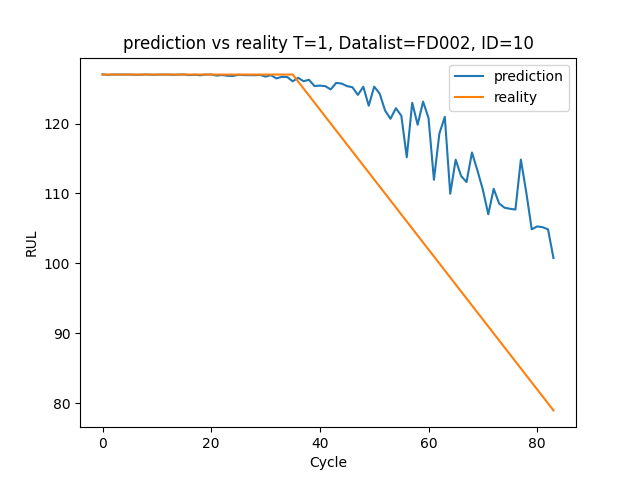 prediction vs reality T=1, Datalist=FD002, ID=10
prediction
reality
RUL
120
110
100
90
80
0 20 40 60 80
Cycle